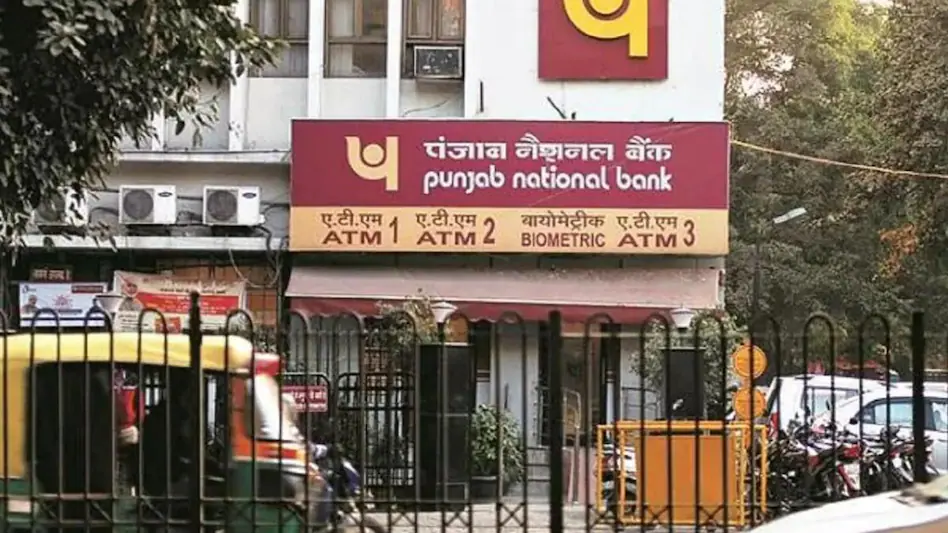 पंजाब नैशनल बैंक
punjab national bank
ए.टी.एम ए.टी.एम बायोमेट्रीक ए.टी.एम
ATM 1 ATM 2 BIOMETRIC ATM 3